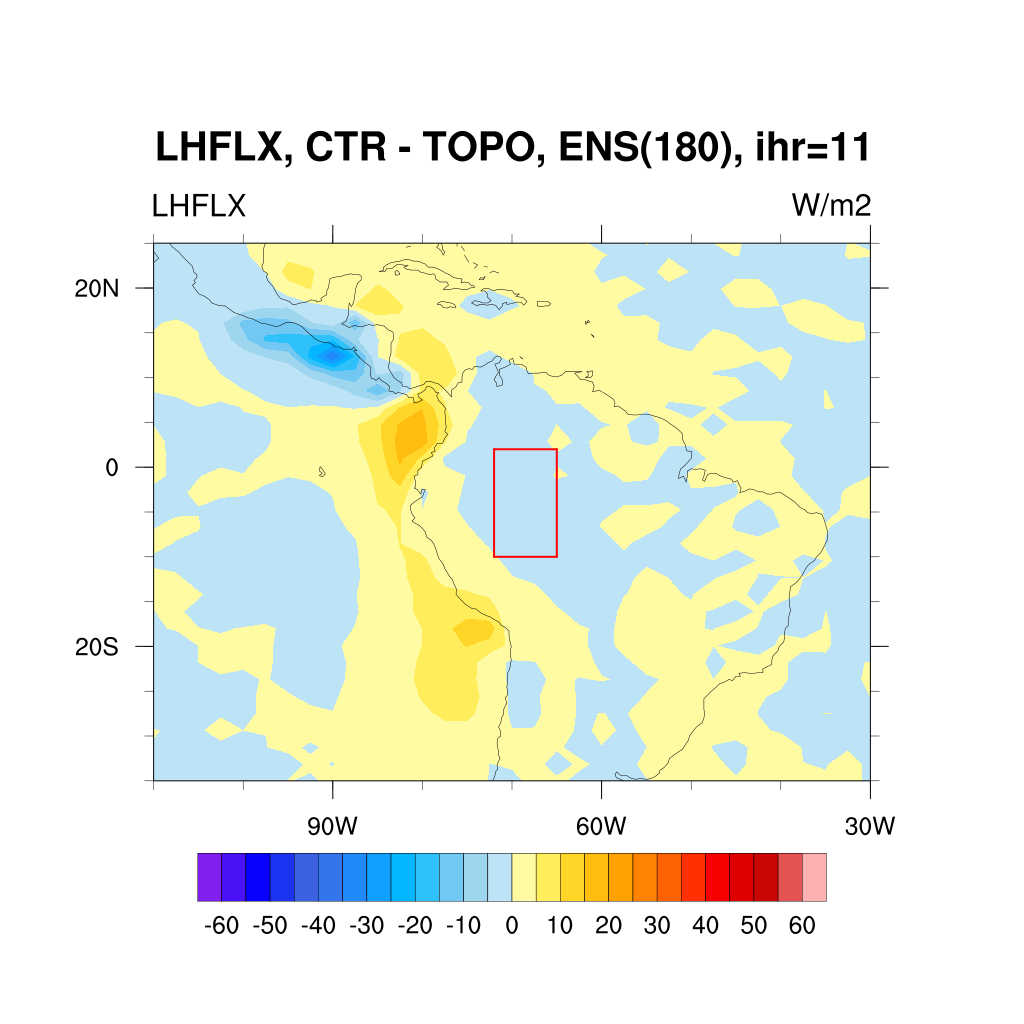 LHFLX, CTR - TOPO, ENS(180), ihr=11
LHFLX W/m2
20N
0
20S
90W 60W 30W
-60 -50 -40 -30 -20 -10 0 10 20 30 40 50 60